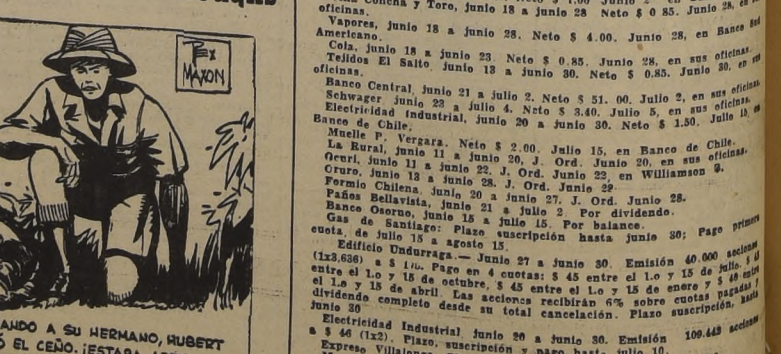 REX
MAXON
ANDO A SU HERMANO, HUBERT
Ó EL CEÑO. ¡ESTABA
Concha y Toro, junio 18 a junio 28 Neto $ 0 85. Junio 28, en
oficinas.
Vapores, junio 18 a junio 28. Neto $ 4.00. Junio 28, en Banco Sud
Americano.
Cola, junio 18 a junio 23. Neto $ 0.85. Junio 28, en sus oficinas.
Tejidos El Salto, junio 13 a junio 30. Neto $ 0.85. Junio 30, en sus
oficinas.
Banco Central, junio 21 a julio 2. Neto $ 51. 00. Julio 2, en sus oficinas.
Schwager junio 23 a julio 4. Neto $ 3.40. Julio 5, en sus oficinas.
Electricidad Industrial, junio 20 a junio 30. Neto $ 1.50. Julio 15, en
Banco de Chile.
Muelle P. Vergara. Neto $ 2.00. Julio 15, en Banco de Chile.
La Rural, junio 11 a junio 20, J. Ord. Junio 20, en sus oficinas.
Ocuri, junio 11 a junio 22. J. Ord. Junio 22, en Williamson
Oruro, junio 13 a junio 28. J. Ord. Junio
Formio Chilena, junio 20 a junio 27. J. Ord. Junio 28.
Paños Bellavista, junio 21 a julio 2 Por dividendo.
Banco Osorno, junio 15 a julio 15. Por balance.
Gas de Santiago: Plazo suscripción hasta junio 30; Pago primera
cuota, de julio 15 a agosto 15.
Edificio Undurraga.— Junio 27 a junio 30. Emisión 40.000 acciones
(1x3,636) a $ Pago en 4 cuotas: $ 45 entre el 1.o y 15 de julio, $ 45
entre el 1.o y 15 de octubre, $ 45 entre el 1.o y 15 de enero y $ entre
el 1.o y 15 de abril. Las acciones recibirán 6% sobre cuotas pagadas y
dividendo completo desde su total cancelación. Plazo suscripción, hasta
junio 30
Electricidad Industrial, junio 20 a junio 30. Emisión 109.442 acciones
a $ 46 (1x2). Plazo, suscripción y pago hasta julio 10.
Expreso